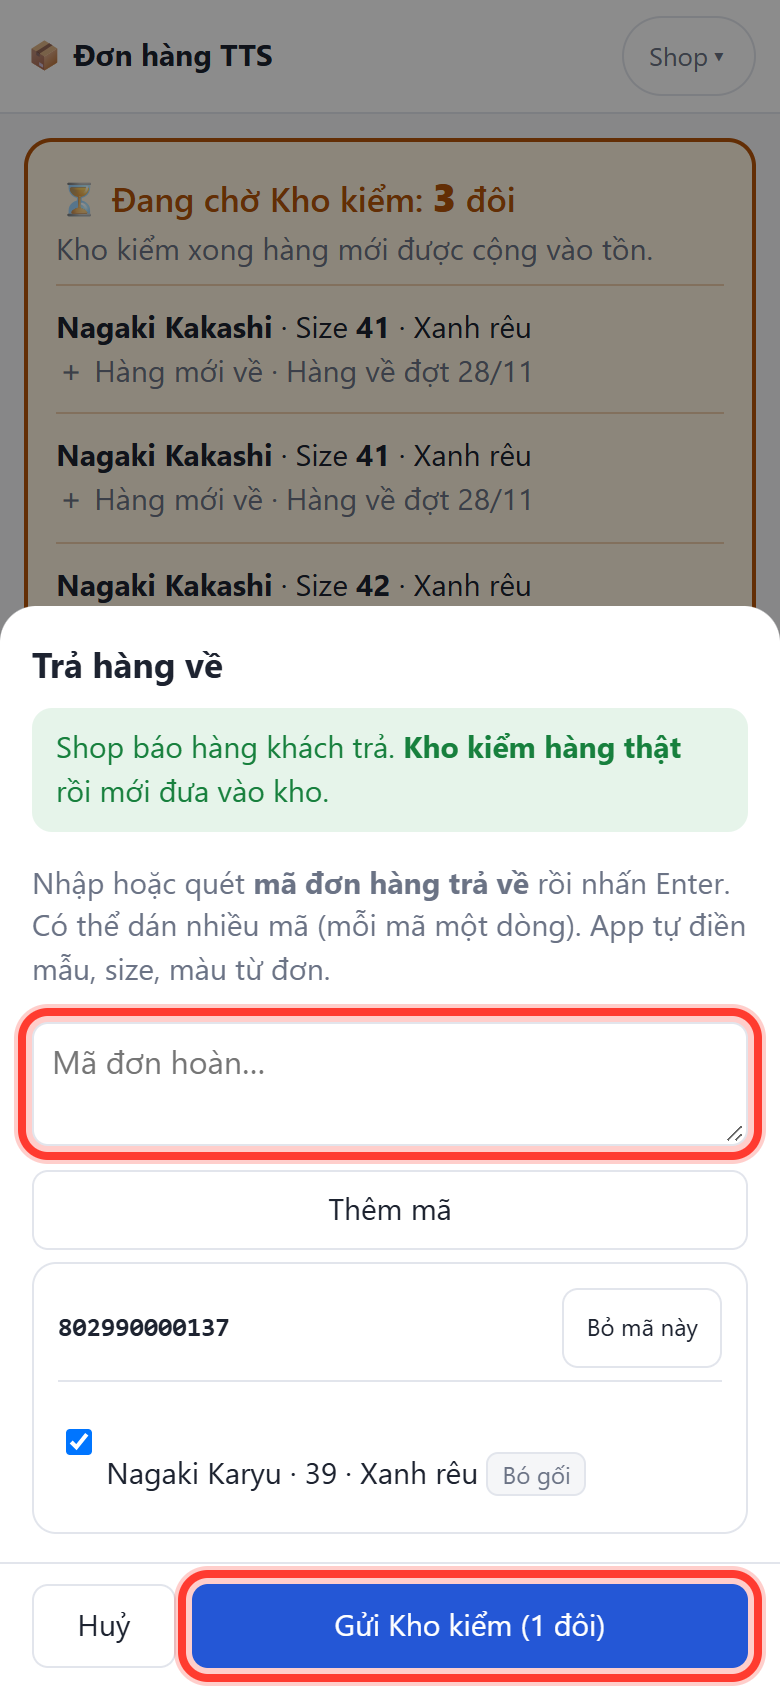 📦 Đơn hàng TTS
Shop ▾
⏳ Đang chờ Kho kiểm: 3 đôi
Kho kiểm xong hàng mới được cộng vào tồn.
Nagaki Kakashi · Size 41 · Xanh rêu
+ Hàng mới về · Hàng về đợt 28/11
Nagaki Kakashi · Size 41 · Xanh rêu
+ Hàng mới về · Hàng về đợt 28/11
Nagaki Kakashi · Size 42 · Xanh rêu
Trả hàng về
Shop báo hàng khách trả. Kho kiểm hàng thật
rồi mới đưa vào kho.
Nhập hoặc quét mã đơn hàng trả về rồi nhấn Enter.
Có thể dán nhiều mã (mỗi mã một dòng). App tự điền
mẫu, size, màu từ đơn.
Mã đơn hoàn...
Thêm mã
802990000137
Bỏ mã này
Nagaki Karyu · 39 · Xanh rêu Bó gối
Huỷ
Gửi Kho kiểm (1 đôi)